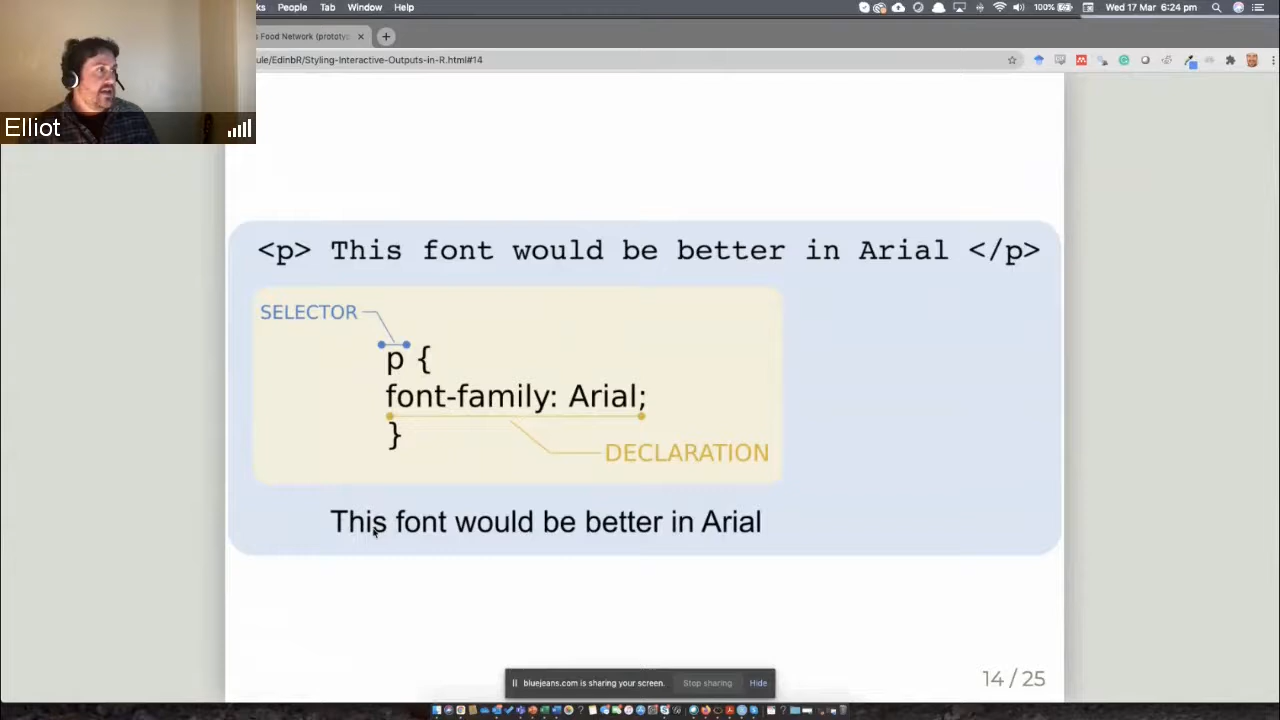 ks People Tab Window Help 100% Wed 17 Mar 6:24 pm
s Food Network (prototyp
ule/EdinbR/Styling-Interactive-Outputs-in-R.html#14
Elliot
<p> This font would be better in Arial </p>
SELECTOR
p {
font-family: Arial;
}
DECLARATION
This font would be better in Arial
14 / 25
bluejeans.com is sharing your screen. Stop sharing Hide